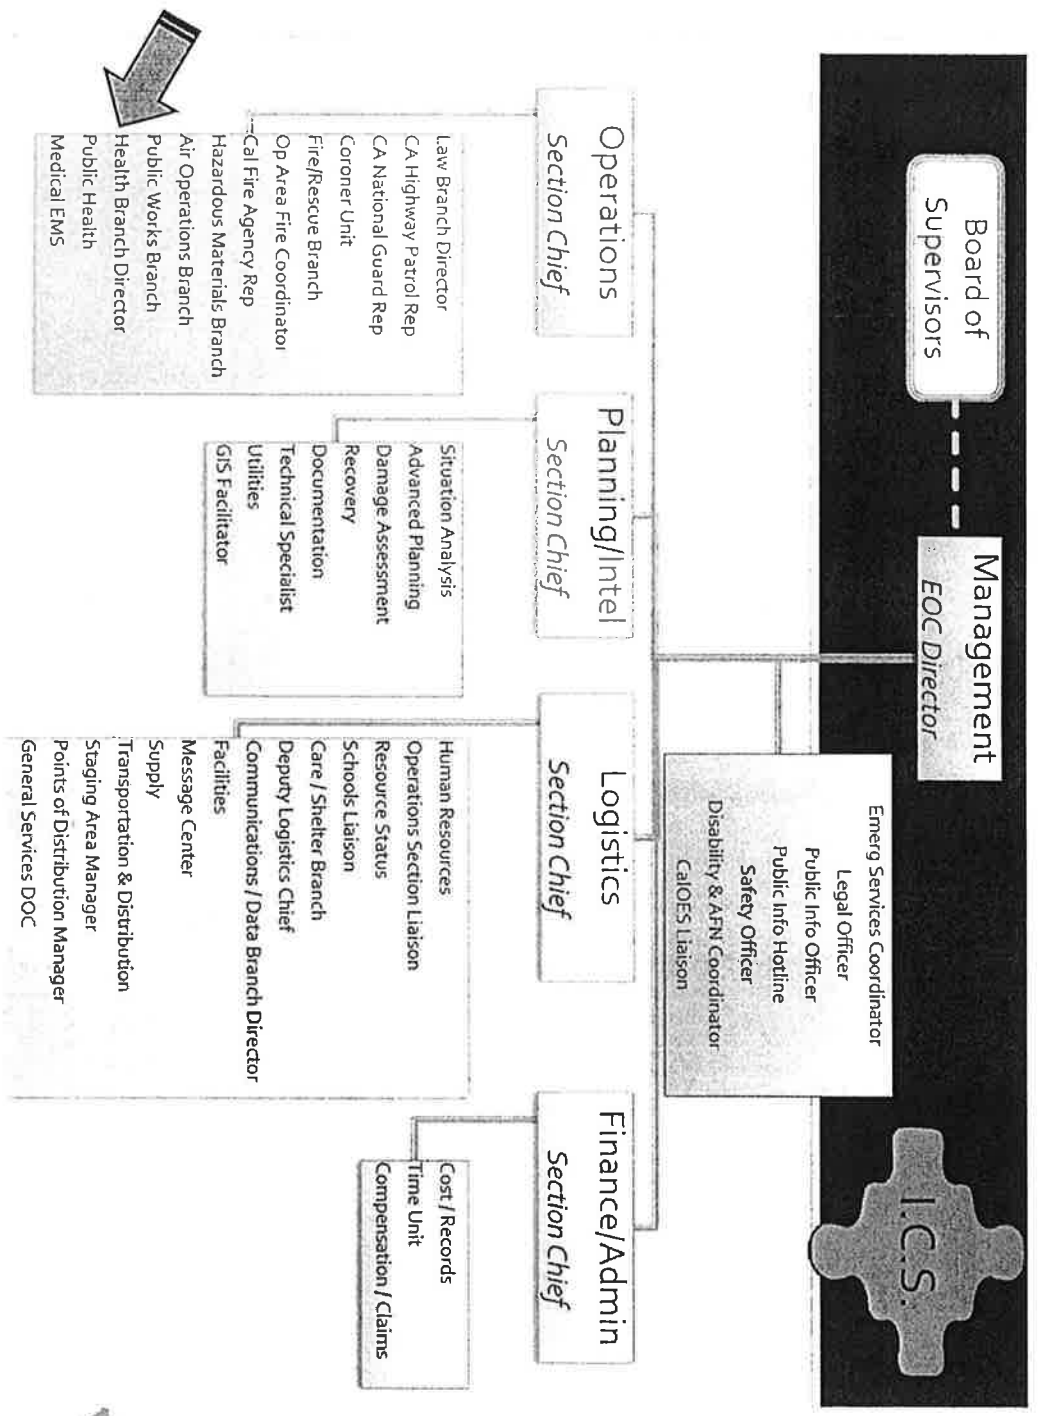 Board of
Supervisors
Management
EOC Director
I.C.S.
Emerg Services Coordinator
Legal Officer
Public Info Officer
Public Info Hotline
Safety Officer
Disability & AFN Coordinator
CalOES Liaison
Operations
Section Chief
Law Branch Director
CA Highway Patrol Rep
CA National Guard Rep
Coroner Unit
Fire/Rescue Branch
Op Area Fire Coordinator
Cal Fire Agency Rep
Hazardous Materials Branch
Air Operations Branch
Public Works Branch
Health Branch Director
Public Health
Medical EMS
Planning/Intel
Section Chief
Situation Analysis
Advanced Planning
Damage Assessment
Recovery
Documentation
Technical Specialist
Utilities
GIS Facilitator
Logistics
Section Chief
Human Resources
Operations Section Liaison
Resource Status
Schools Liaison
Care / Shelter Branch
Deputy Logistics Chief
Communications / Data Branch Director
Facilities
Message Center
Supply
Transportation & Distribution
Staging Area Manager
Points of Distribution Manager
General Services DOC
Finance/Admin
Section Chief
Cost / Records
Time Unit
Compensation / Claims